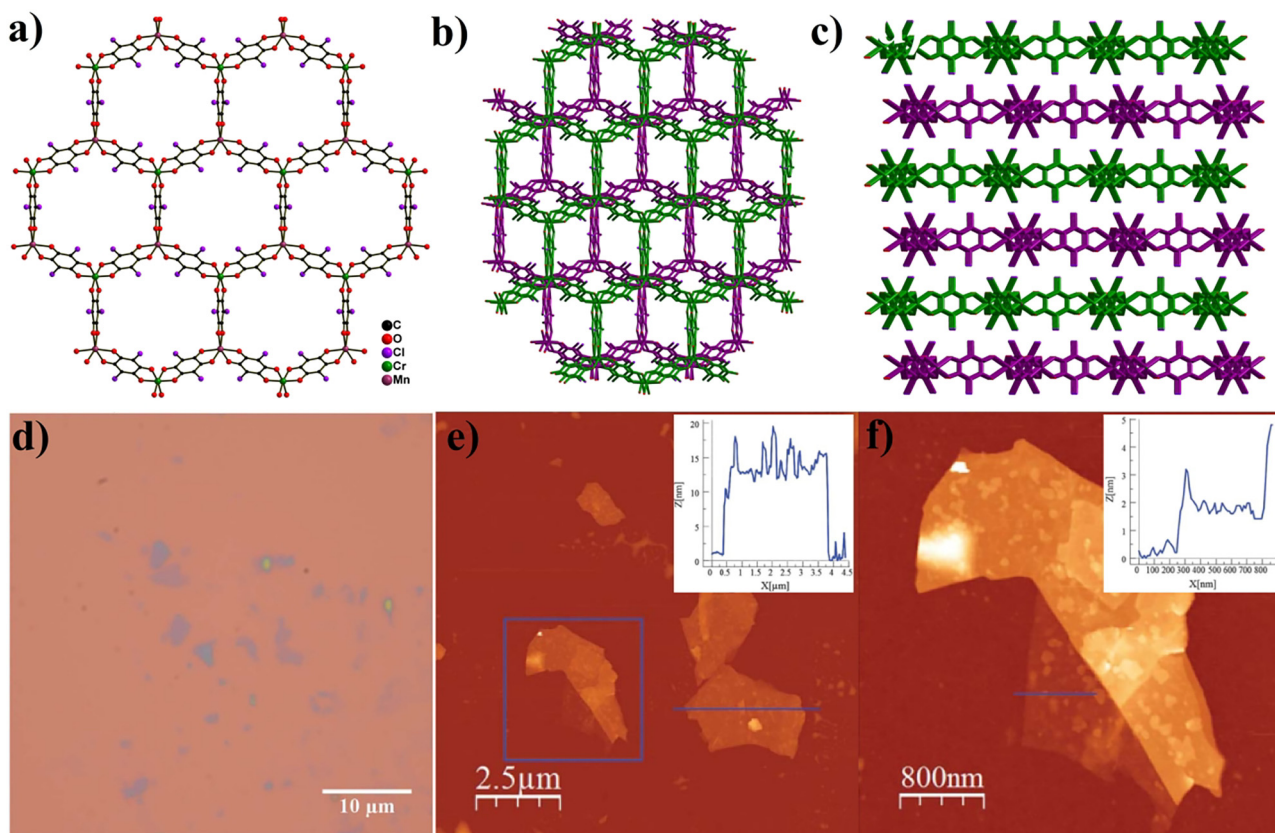 a)
b)
c)
C
O
Cl
Cr
Mn
d)
10 µm
e)
2.5µm
20
15
10
5
0
Z[nm]
0 0.5 1 1.5 2 2.5 3 3.5 4 4.5
X[µm]
f)
800nm
5
4
3
2
1
0
Z[nm]
0 100 200 300 400 500 600 700 800
X[nm]